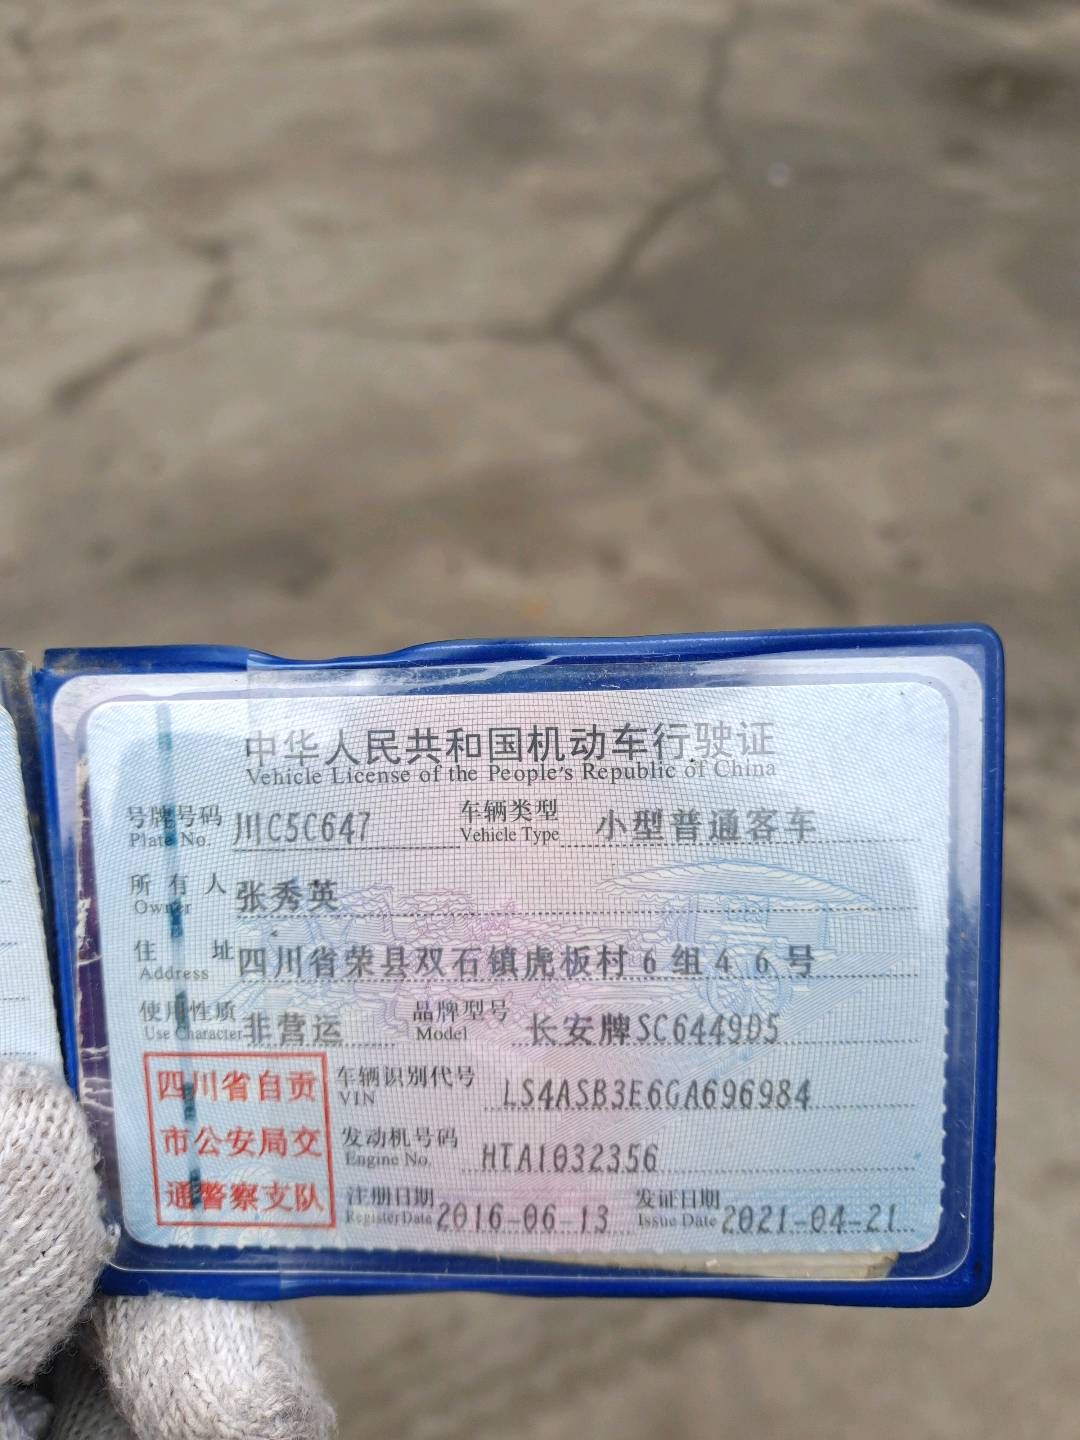 中华人民共和国机动车行驶证
Vehicle License of the People's Republic of China
号牌号码 川C5C647 车辆类型 小型普通客车
Plate No. Vehicle Type
所有人 张秀英
Owner
住址 四川省荣县双石镇虎板村6组46号
Address
使用性质 非营运 品牌型号 长安牌SC6449D5
Use Character Model
四川省自贡
市公安局交
通警察支队
车辆识别代号 LS4ASB3E6GA696984
VIN
发动机号码 HTA1032356
Engine No.
注册日期 2016-06-13 发证日期 2021-04-21
Register Date Issue Date